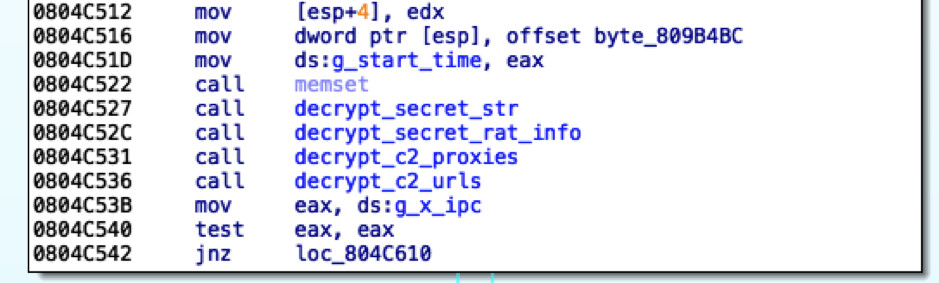 0804C512 mov [esp+4], edx
0804C516 mov dword ptr [esp], offset byte_809B4BC
0804C51D mov ds:g_start_time, eax
0804C522 call memset
0804C527 call decrypt_secret_str
0804C52C call decrypt_secret_rat_info
0804C531 call decrypt_c2_proxies
0804C536 call decrypt_c2_urls
0804C53B mov eax, ds:g_x_ipc
0804C540 test eax, eax
0804C542 jnz loc_804C610